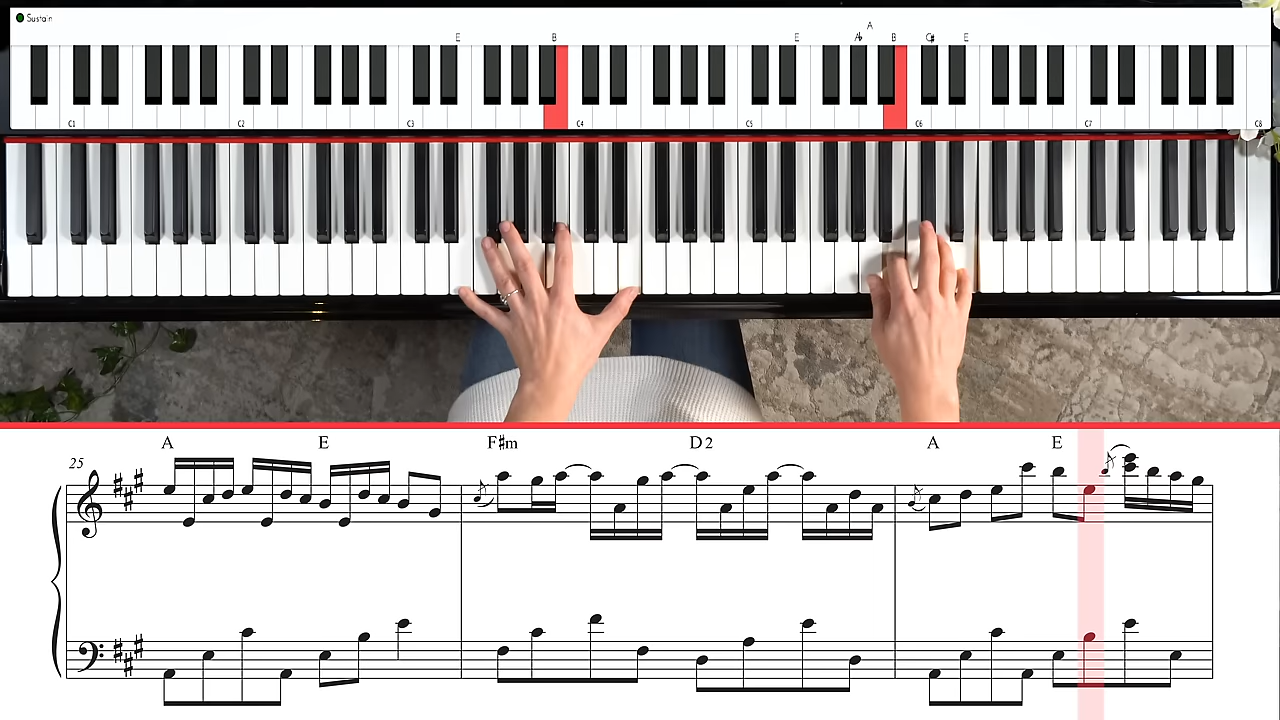 Sustain
A
E B E A♭ B C# E
C1 C2 C3 C4 C5 C6 C7 C8
A E F#m D2 A E
25